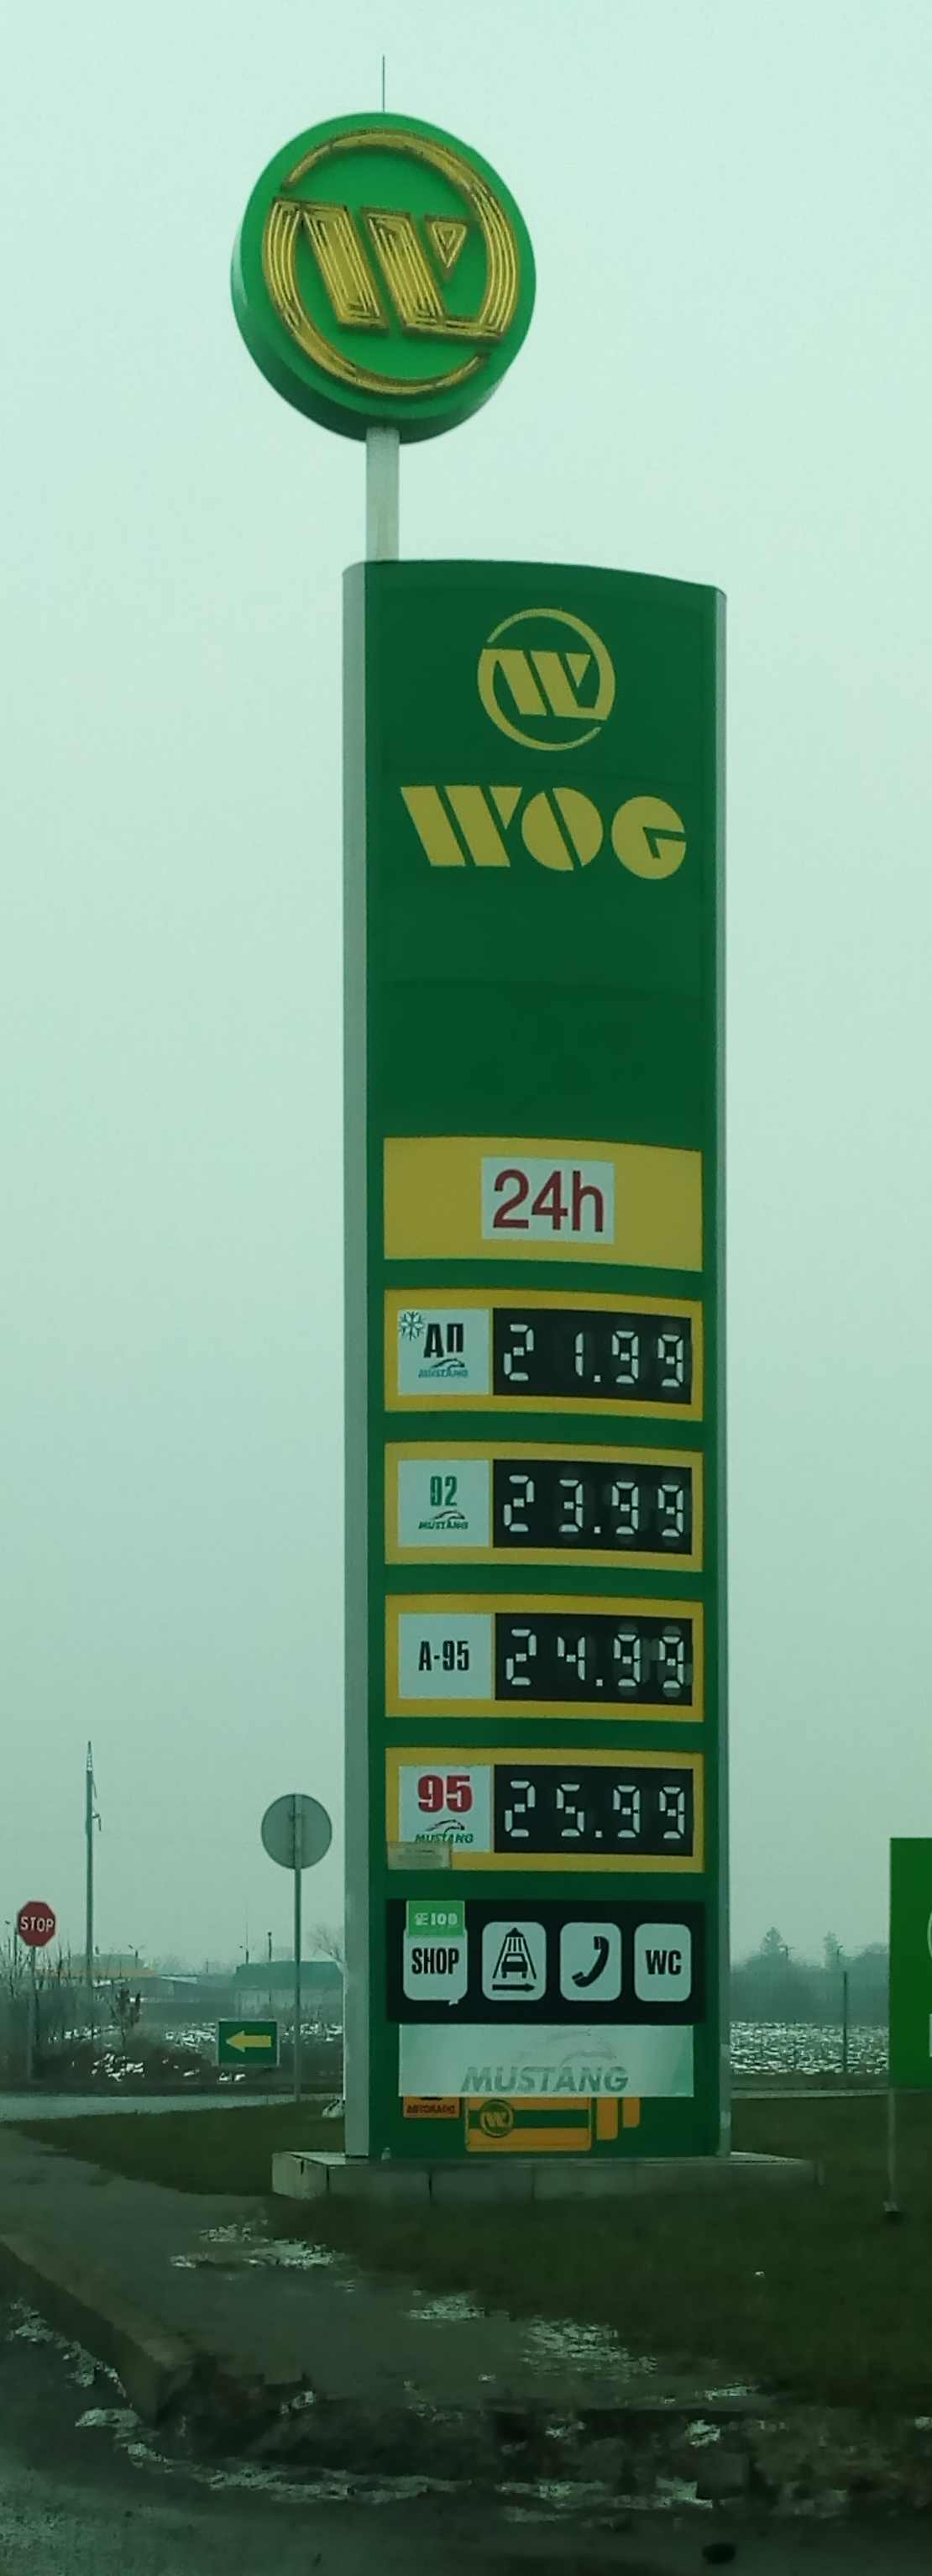 W
W
WOG
24h
ДП 21.99
MUSTANG
92 23.99
MUSTANG
А-95 24.99
95 25.99
MUSTANG
E100
SHOP WC
STOP
MUSTANG
W